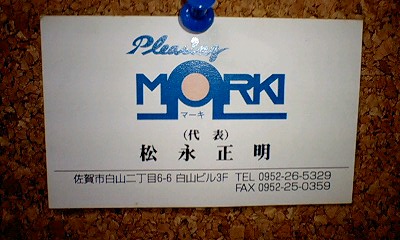 Pleasing
MORKI
マーキ
(代表)
松永正明
佐賀市白山二丁目6-6 白山ビル3F TEL 0952-26-5329
FAX 0952-25-0359